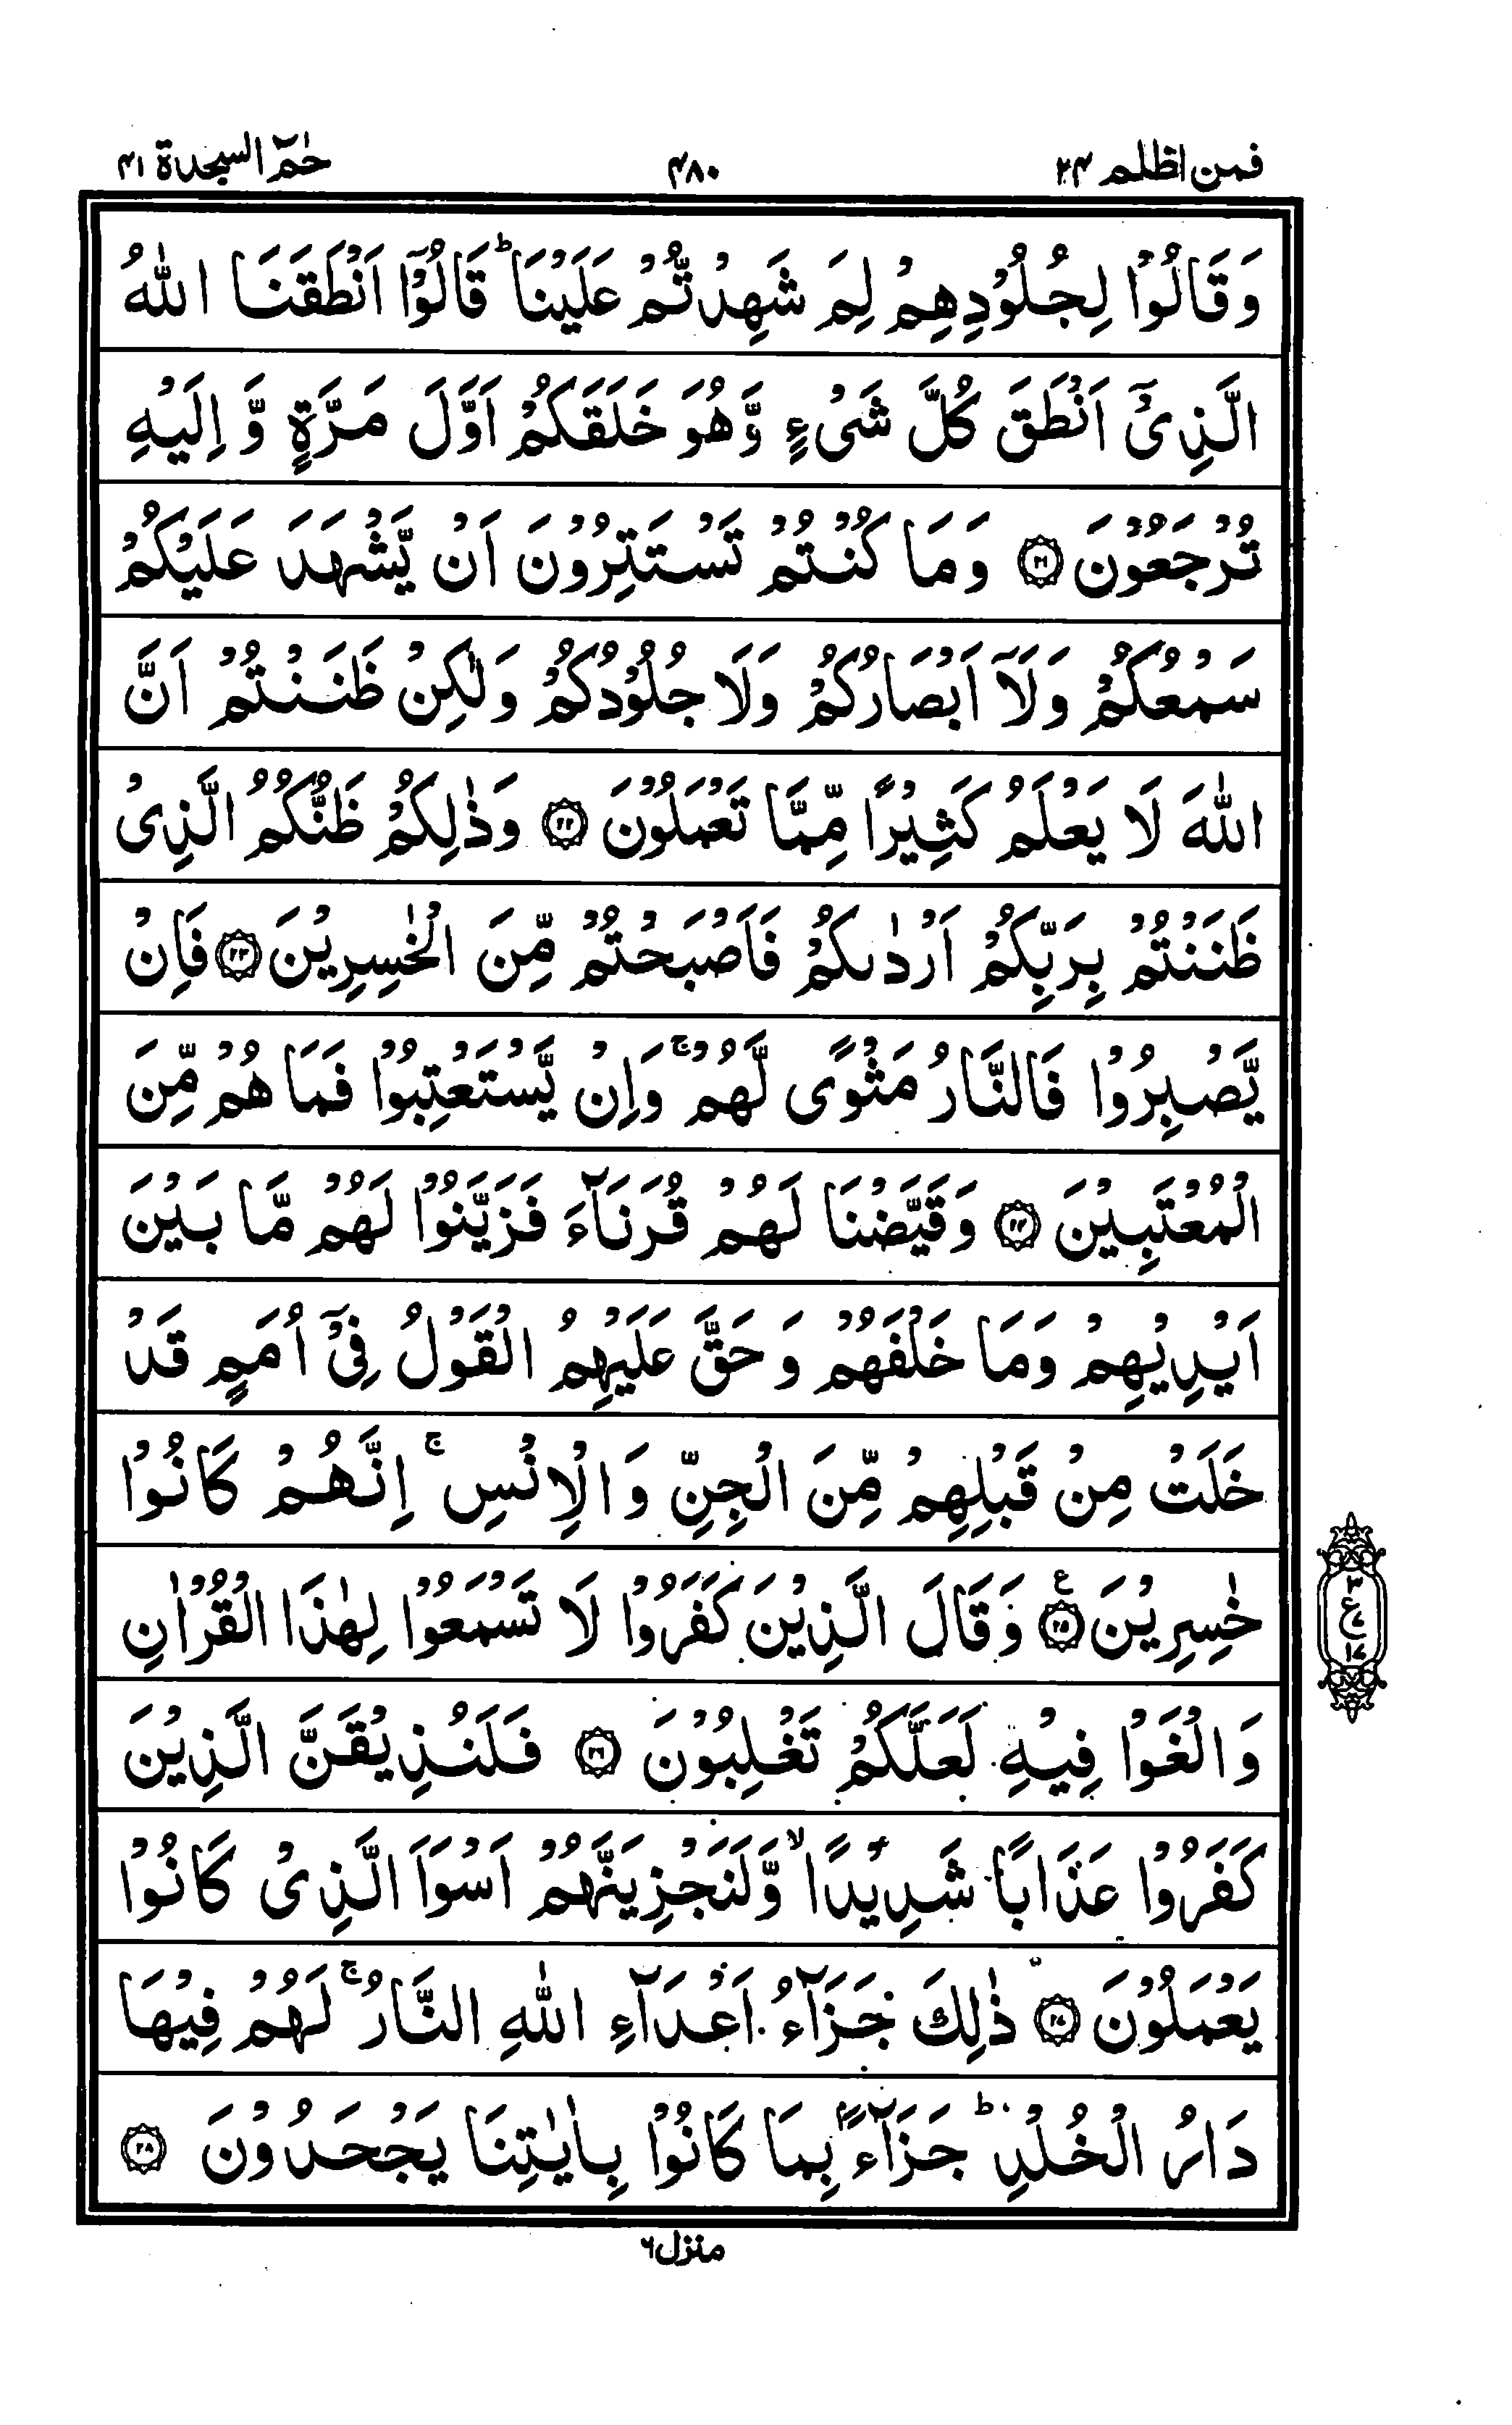 فمن اظلم ۲۴
۴۸۰
حٰمٓ السجدة ۴۱
وَقَالُوْا لِجُلُوْدِهِمْ لِمَ شَهِدْتُّمْ عَلَيْنَا ؕ قَالُوْۤا اَنْطَقَنَا اللّٰهُ
الَّذِیْۤ اَنْطَقَ كُلَّ شَیْءٍ وَّهُوَ خَلَقَكُمْ اَوَّلَ مَرَّةٍ وَّ اِلَيْهِ
تُرْجَعُوْنَ ۲۱ وَمَا كُنْتُمْ تَسْتَتِرُوْنَ اَنْ يَّشْهَدَ عَلَيْكُمْ
سَمْعُكُمْ وَلَاۤ اَبْصَارُكُمْ وَلَا جُلُوْدُكُمْ وَلٰكِنْ ظَنَنْتُمْ اَنَّ
اللّٰهَ لَا يَعْلَمُ كَثِيْرًا مِّمَّا تَعْمَلُوْنَ ۲۲ وَذٰلِكُمْ ظَنُّكُمُ الَّذِیْ
ظَنَنْتُمْ بِرَبِّكُمْ اَرْدٰىكُمْ فَاَصْبَحْتُمْ مِّنَ الْخٰسِرِيْنَ ۲۳ فَاِنْ
يَّصْبِرُوْا فَالنَّارُ مَثْوًی لَّهُمْ ۚ وَاِنْ يَّسْتَعْتِبُوْا فَمَا هُمْ مِّنَ
الْمُعْتَبِيْنَ ۲۴ وَقَيَّضْنَا لَهُمْ قُرَنَآءَ فَزَيَّنُوْا لَهُمْ مَّا بَيْنَ
اَيْدِيْهِمْ وَمَا خَلْفَهُمْ وَ حَقَّ عَلَيْهِمُ الْقَوْلُ فِیْۤ اُمَمٍ قَدْ
خَلَتْ مِنْ قَبْلِهِمْ مِّنَ الْجِنِّ وَ الْاِنْسِ ۚ اِنَّهُمْ كَانُوْا
خٰسِرِيْنَ ۲۵ ع وَقَالَ الَّذِيْنَ كَفَرُوْا لَا تَسْمَعُوْا لِهٰذَا الْقُرْاٰنِ
وَالْغَوْا فِيْهِ لَعَلَّكُمْ تَغْلِبُوْنَ ۲۶ فَلَنُذِيْقَنَّ الَّذِيْنَ
كَفَرُوْا عَذَابًا شَدِيْدًا ۙ وَّلَنَجْزِيَنَّهُمْ اَسْوَاَ الَّذِیْ كَانُوْا
يَعْمَلُوْنَ ۲۷ ذٰلِكَ جَزَآءُ اَعْدَآءِ اللّٰهِ النَّارُ ۚ لَهُمْ فِيْهَا
دَارُ الْخُلْدِ ؕ جَزَآءًۢ بِمَا كَانُوْا بِاٰيٰتِنَا يَجْحَدُوْنَ ۲۸
۳
ع
۷
۱۷
منزل ۶